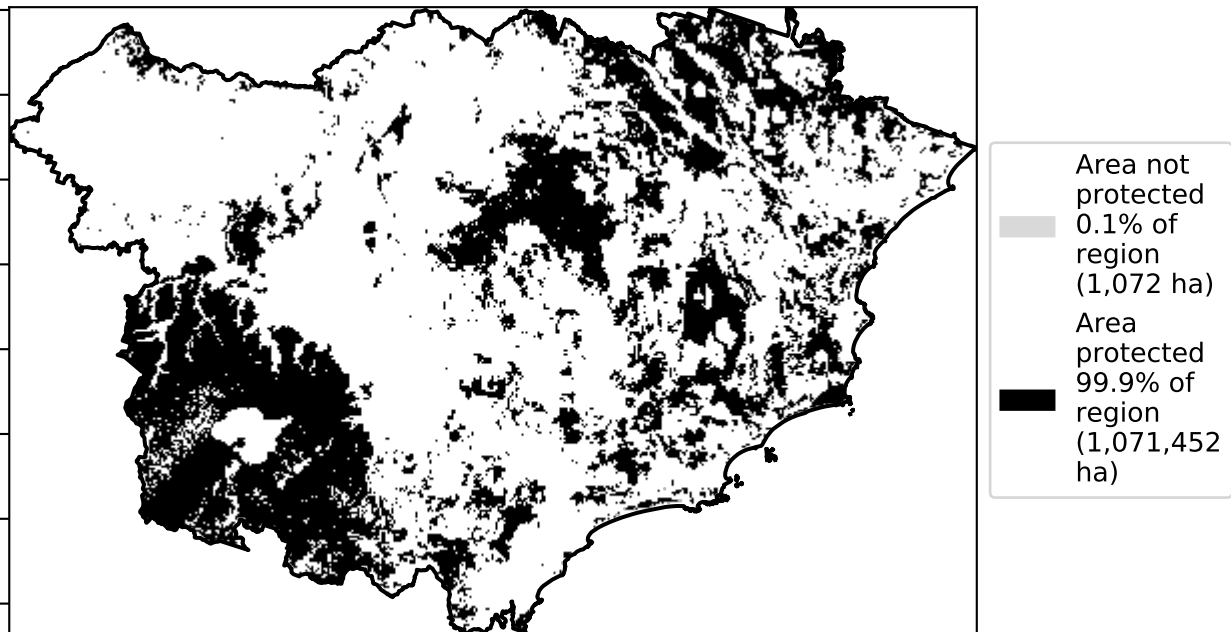 Area not
protected
0.1% of
region
(1,072 ha)
Area
protected
99.9% of
region
(1,071,452
ha)